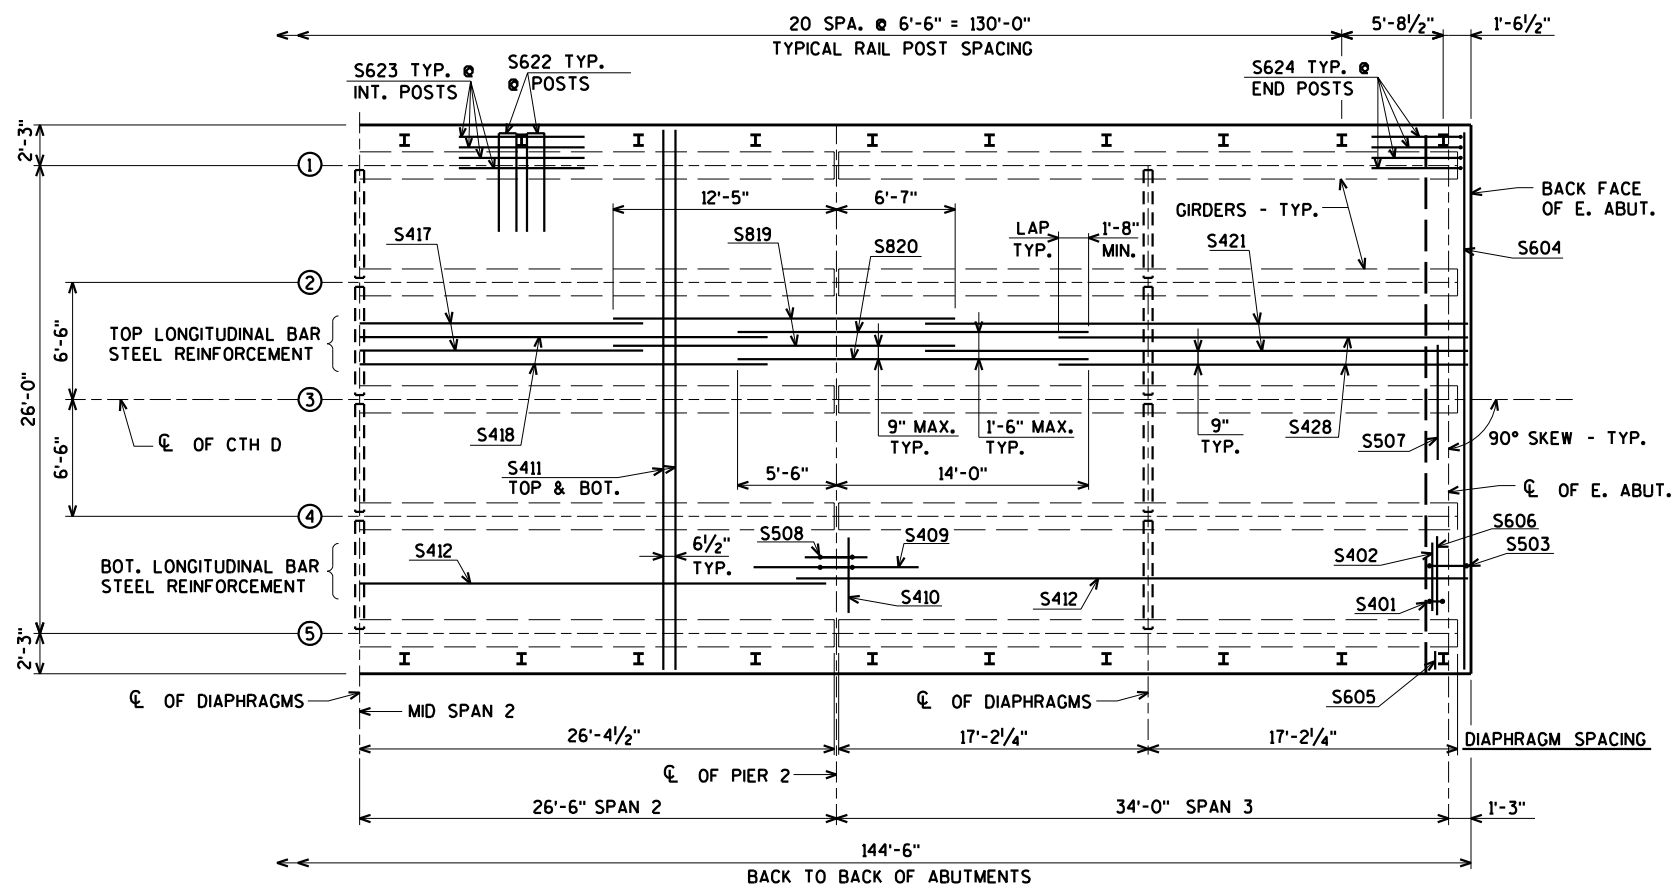 20 SPA. @ 6'-6" = 130'-0"
TYPICAL RAIL POST SPACING
5'-8½"
1'-6½"
S623 TYP. @
INT. POSTS
S622 TYP.
@ POSTS
S624 TYP. @
END POSTS
2'-3"
1
12'-5"
6'-7"
BACK FACE
OF E. ABUT.
GIRDERS - TYP.
S417
S819
S820
LAP
TYP.
1'-8"
MIN.
S421
S604
2
TOP LONGITUDINAL BAR
STEEL REINFORCEMENT
6'-6"
26'-0"
3
℄ OF CTH D
6'-6"
S418
9" MAX.
TYP.
1'-6" MAX.
TYP.
9"
TYP.
S428
S507
90° SKEW - TYP.
S411
TOP & BOT.
5'-6"
14'-0"
℄ OF E. ABUT.
4
S606
BOT. LONGITUDINAL BAR
STEEL REINFORCEMENT
S412
6½"
TYP.
S508
S409
S402
S503
S410
S412
S401
5
2'-3"
℄ OF DIAPHRAGMS
MID SPAN 2
℄ OF DIAPHRAGMS
S605
26'-4½"
17'-2¼"
17'-2¼"
DIAPHRAGM SPACING
℄ OF PIER 2
26'-6" SPAN 2
34'-0" SPAN 3
1'-3"
144'-6"
BACK TO BACK OF ABUTMENTS